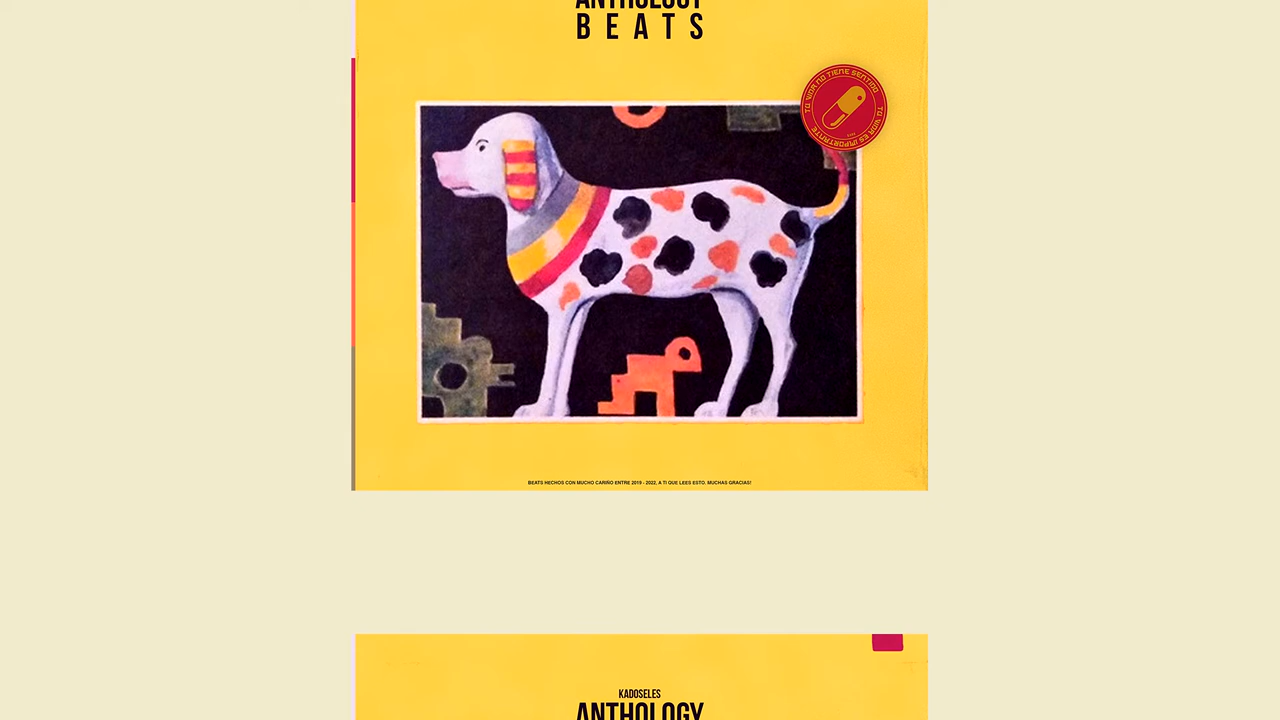 ANTHOLOGY
BEATS
TU VIDA NO TIENE SENTIDO
TU VIDA ES IMPORTANTE
BEATS HECHOS CON MUCHO CARIÑO ENTRE 2019 - 2022, A TI QUE LEES ESTO. MUCHAS GRACIAS!
KADOSELES
ANTHOLOGY